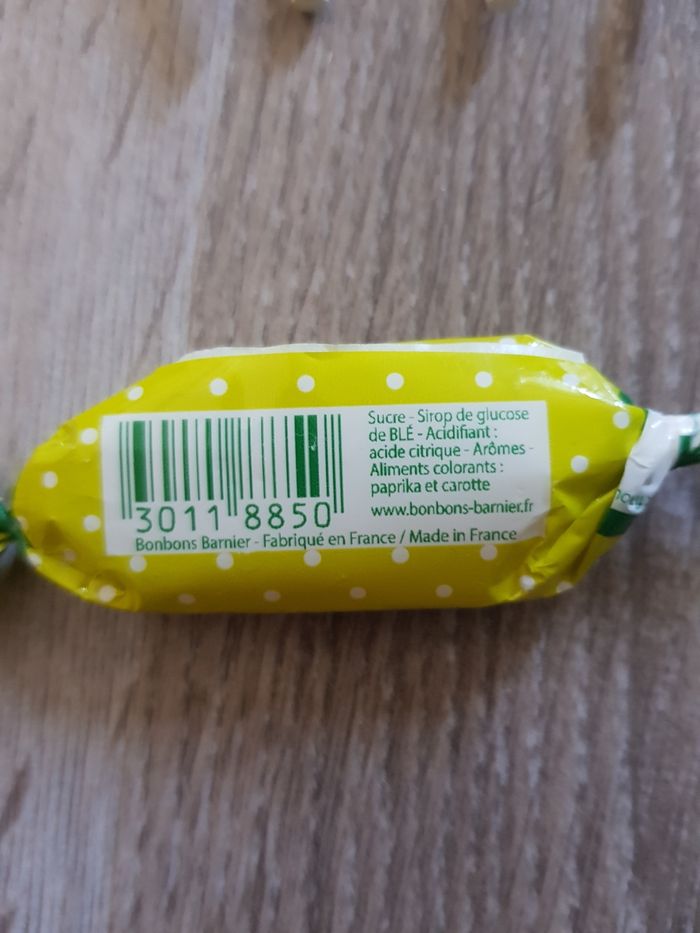 Sucre - Sirop de glucose
de BLÉ - Acidifiant :
acide citrique - Arômes -
Aliments colorants :
paprika et carotte
www.bonbons-barnier.fr
3011 8850
Bonbons Barnier - Fabriqué en France / Made in France